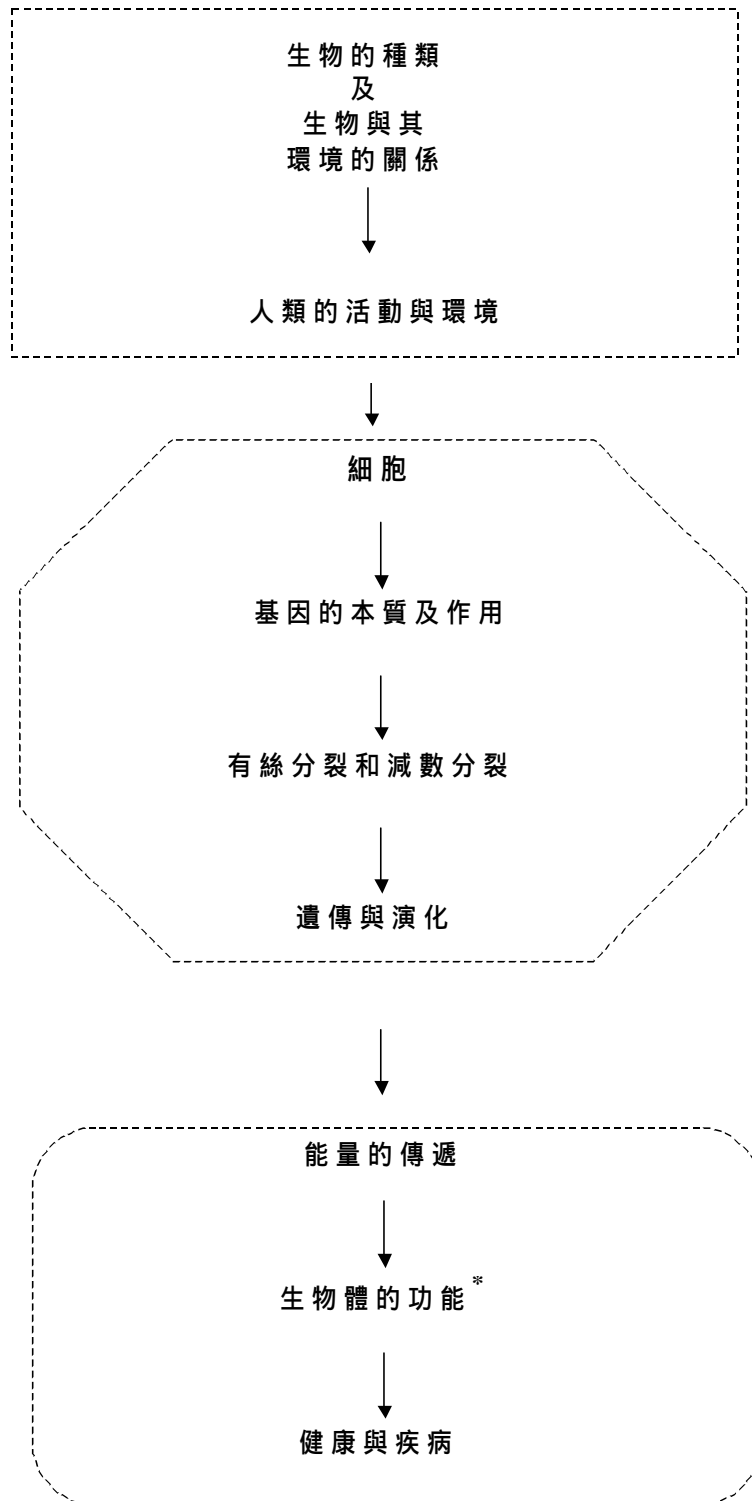 生物的種類
及
生物與其
環境的關係
人類的活動與環境
細胞
基因的本質及作用
有絲分裂和減數分裂
遺傳與演化
能量的傳遞
生物體的功能*
健康與疾病